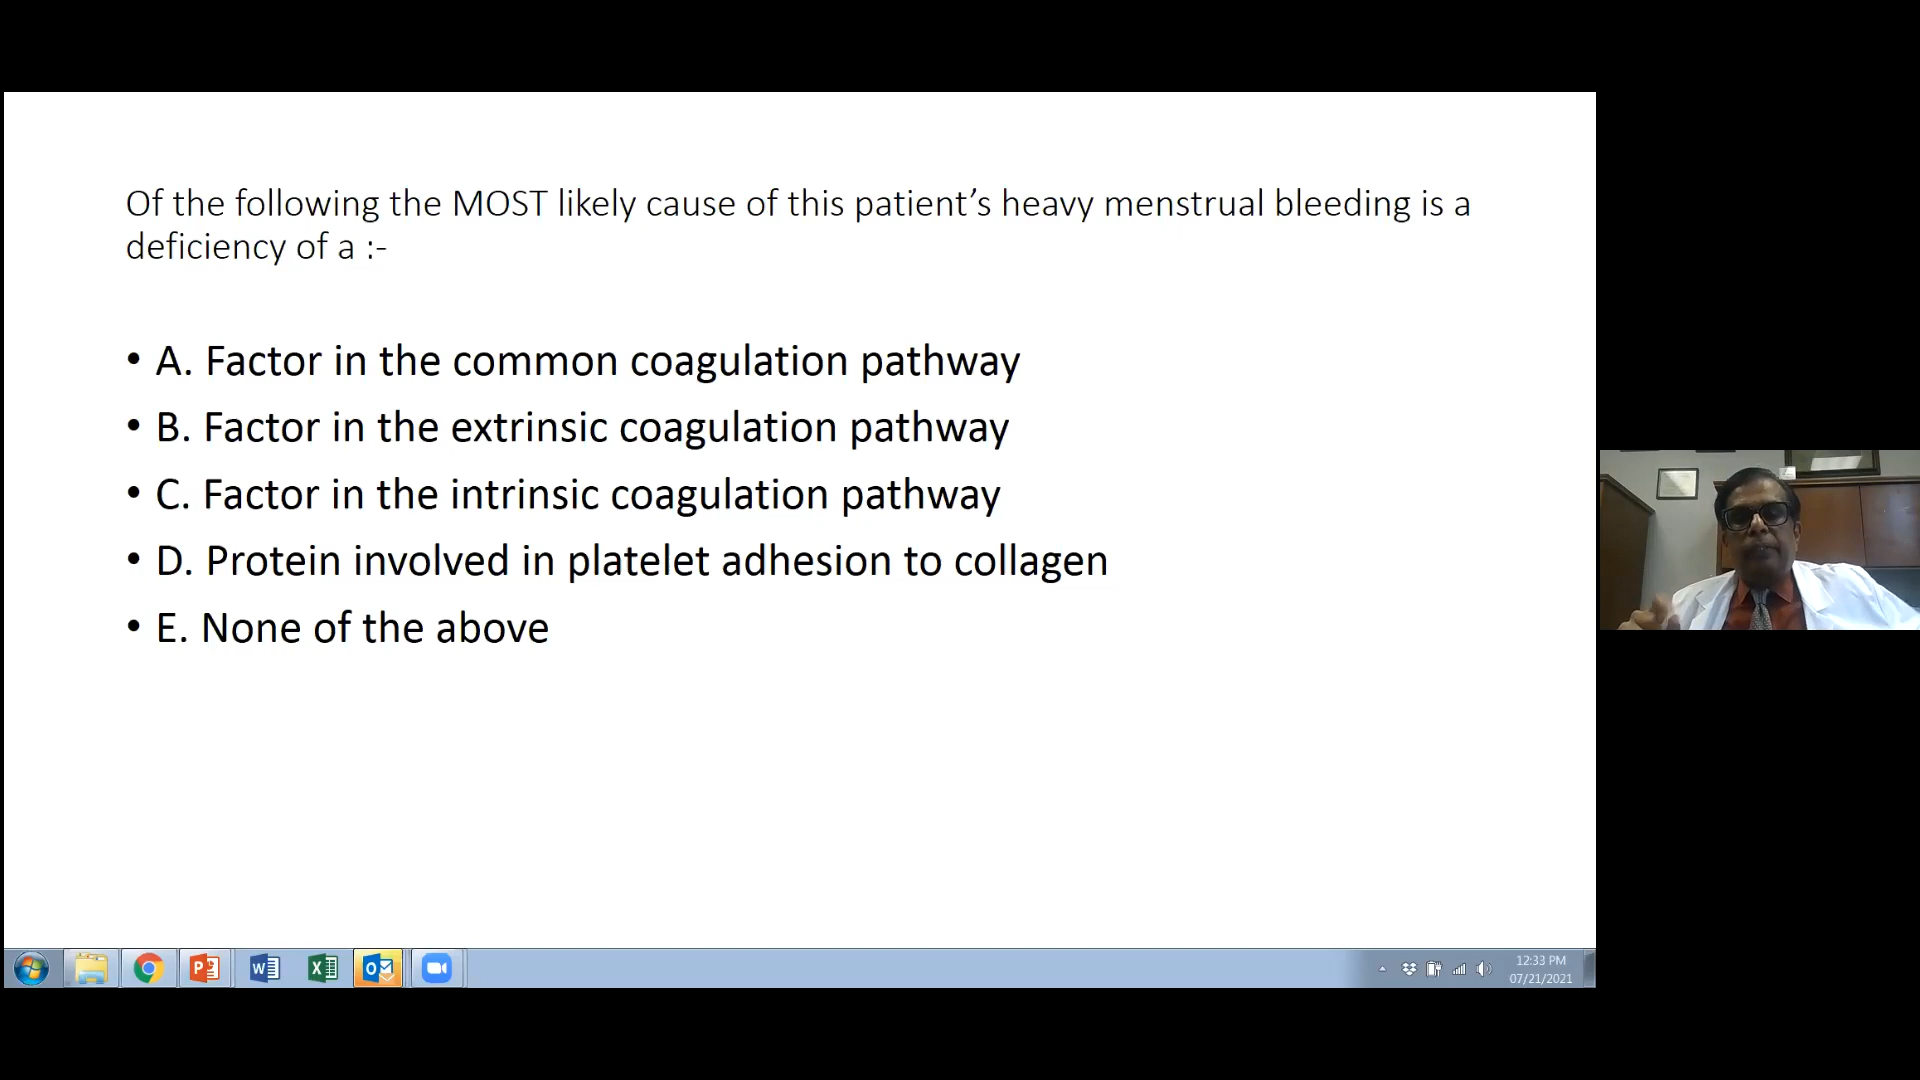 Of the following the MOST likely cause of this patient’s heavy menstrual bleeding is a
deficiency of a :-
• A. Factor in the common coagulation pathway
• B. Factor in the extrinsic coagulation pathway
• C. Factor in the intrinsic coagulation pathway
• D. Protein involved in platelet adhesion to collagen
• E. None of the above
12:33 PM
07/21/2021